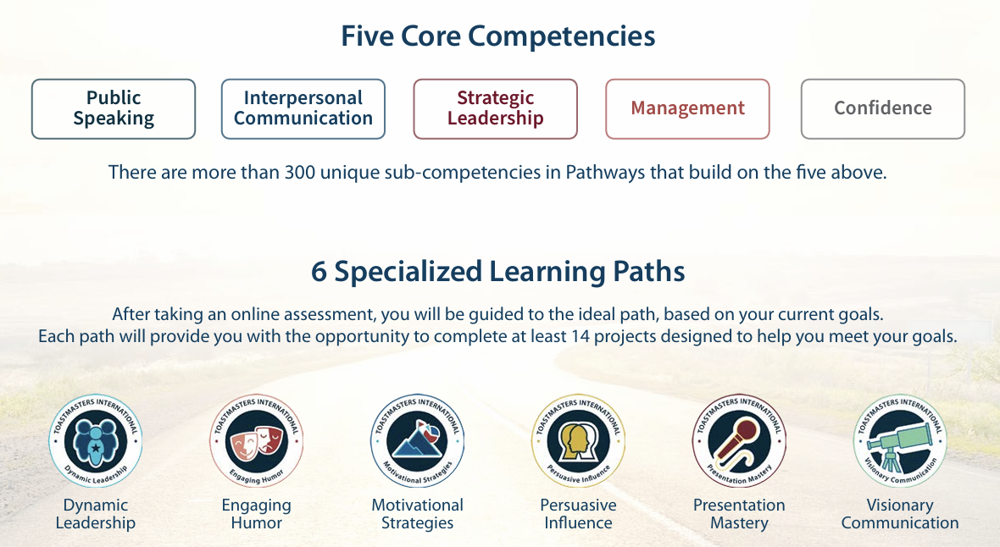 Five Core Competencies
Public
Speaking
Interpersonal
Communication
Strategic
Leadership
Management
Confidence
There are more than 300 unique sub-competencies in Pathways that build on the five above.
6 Specialized Learning Paths
After taking an online assessment, you will be guided to the ideal path, based on your current goals.
Each path will provide you with the opportunity to complete at least 14 projects designed to help you meet your goals.
TOASTMASTERS INTERNATIONAL
Dynamic Leadership
TOASTMASTERS INTERNATIONAL
Engaging Humor
TOASTMASTERS INTERNATIONAL
Motivational Strategies
TOASTMASTERS INTERNATIONAL
Persuasive Influence
TOASTMASTERS INTERNATIONAL
Presentation Mastery
TOASTMASTERS INTERNATIONAL
Visionary Communication
Dynamic
Leadership
Engaging
Humor
Motivational
Strategies
Persuasive
Influence
Presentation
Mastery
Visionary
Communication